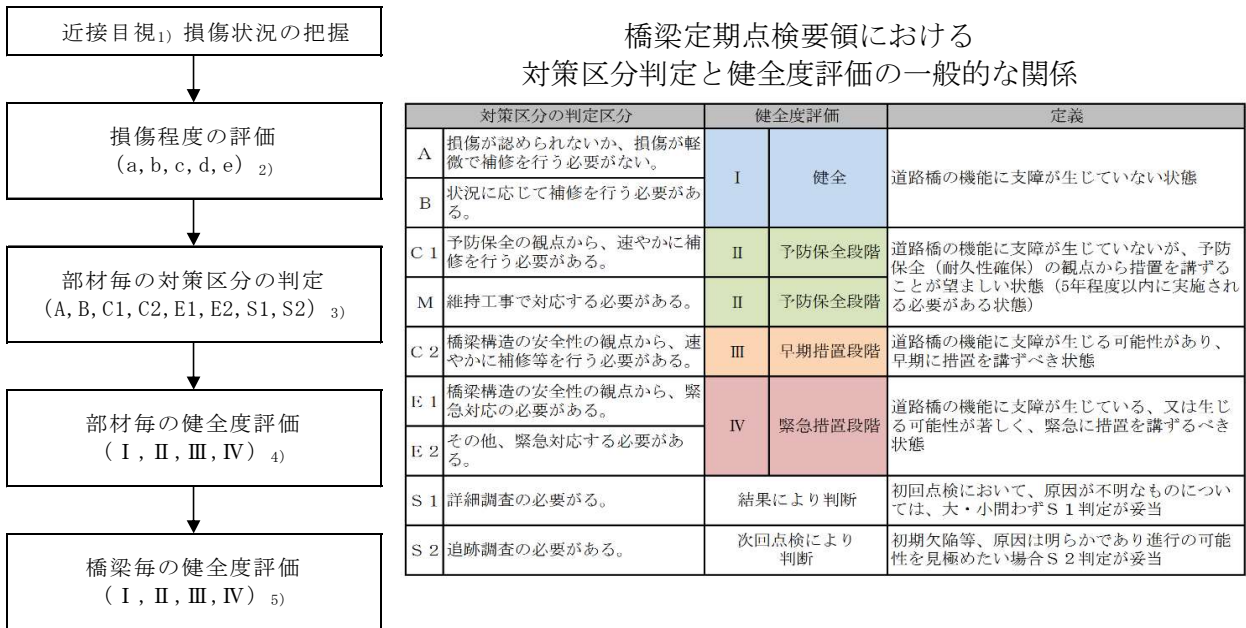 近接目視1) 損傷状況の把握
損傷程度の評価
(a,b,c,d,e) 2)
部材毎の対策区分の判定
(A,B,C1,C2,E1,E2,S1,S2) 3)
部材毎の健全度評価
(Ⅰ,Ⅱ,Ⅲ,Ⅳ) 4)
橋梁毎の健全度評価
(Ⅰ,Ⅱ,Ⅲ,Ⅳ) 5)
橋梁定期点検要領における
対策区分判定と健全度評価の一般的な関係
対策区分の判定区分 健全度評価 定義
A 損傷が認められないか、損傷が軽
微で補修を行う必要がない。
B 状況に応じて補修を行う必要があ
る。
Ⅰ 健全 道路橋の機能に支障が生じていない状態
C1 予防保全の観点から、速やかに補
修を行う必要がある。
Ⅱ 予防保全段階
M 維持工事で対応する必要がある。
Ⅱ 予防保全段階
道路橋の機能に支障が生じていないが、予防
保全（耐久性確保）の観点から措置を講ずる
ことが望ましい状態（5年程度以内に実施され
る必要がある状態）
C2 橋梁構造の安全性の観点から、速
やかに補修等を行う必要がある。
Ⅲ 早期措置段階
道路橋の機能に支障が生じる可能性があり、
早期に措置を講ずべき状態
E1 橋梁構造の安全性の観点から、緊
急対応の必要がある。
E2 その他、緊急対応する必要があ
る。
Ⅳ 緊急措置段階
道路橋の機能に支障が生じている、又は生じ
る可能性が著しく、緊急に措置を講ずるべき
状態
S1 詳細調査の必要がる。
結果により判断
初回点検において、原因が不明なものについ
ては、大・小問わずS1判定が妥当
S2 追跡調査の必要がある。
次回点検により
判断
初期欠陥等、原因は明らかであり進行の可能
性を見極めたい場合S2判定が妥当